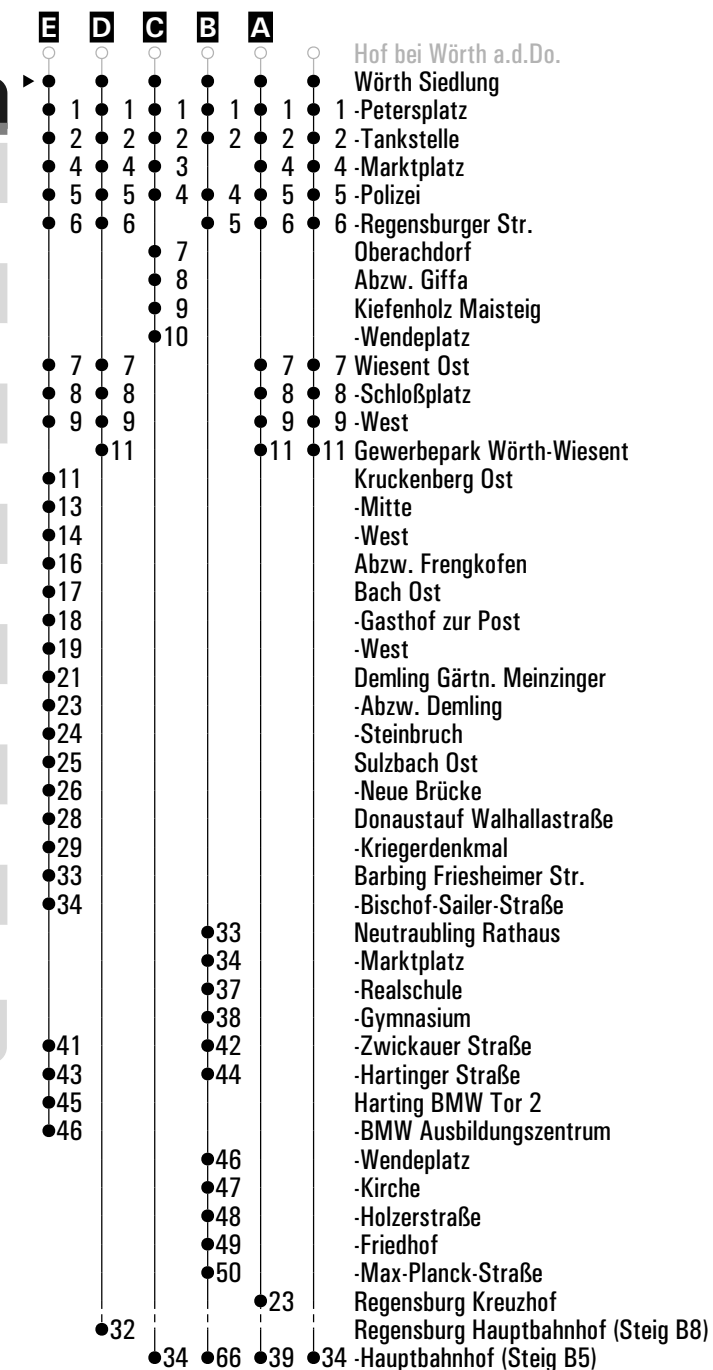 E D C B A
Hof bei Wörth a.d.Do.
Wörth Siedlung
1 1 1 1 1 1 -Petersplatz
2 2 2 2 2 2 -Tankstelle
4 4 3 4 4 -Marktplatz
5 5 4 4 5 5 -Polizei
6 6 5 6 6 -Regensburger Str.
7 Oberachdorf
8 Abzw. Giffa
9 Kiefenholz Maisteig
10 -Wendeplatz
7 7 7 7 Wiesent Ost
8 8 8 8 -Schloßplatz
9 9 9 9 -West
11 11 11 Gewerbepark Wörth-Wiesent
11 Kruckenberg Ost
13 -Mitte
14 -West
16 Abzw. Frengkofen
17 Bach Ost
18 -Gasthof zur Post
19 -West
21 Demling Gärtn. Meinzinger
23 -Abzw. Demling
24 -Steinbruch
25 Sulzbach Ost
26 -Neue Brücke
28 Donaustauf Walhallastraße
29 -Kriegerdenkmal
33 Barbing Friesheimer Str.
34 -Bischof-Sailer-Straße
33 Neutraubling Rathaus
34 -Marktplatz
37 -Realschule
38 -Gymnasium
41 42 -Zwickauer Straße
43 44 -Hartinger Straße
45 Harting BMW Tor 2
46 -BMW Ausbildungszentrum
46 -Wendeplatz
47 -Kirche
48 -Holzerstraße
49 -Friedhof
50 -Max-Planck-Straße
23 Regensburg Kreuzhof
32 Regensburg Hauptbahnhof (Steig B8)
34 66 39 34 -Hauptbahnhof (Steig B5)